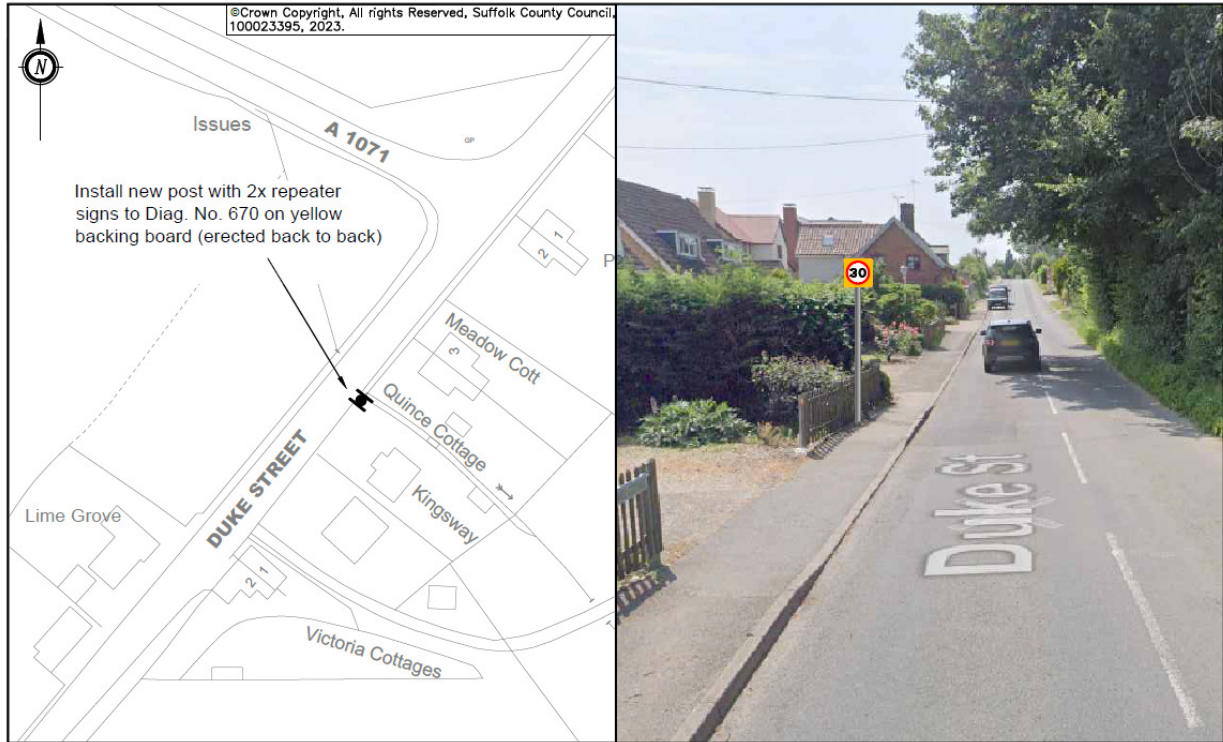 ©Crown Copyright, All rights Reserved, Suffolk County Council,
100023395, 2023.
N
Issues
A 1071
GP
Install new post with 2x repeater
signs to Diag. No. 670 on yellow
backing board (erected back to back)
1
2
P
Meadow Cott
3
Quince Cottage
DUKE STREET
Kingsway
Lime Grove
1
2
Victoria Cottages
30
Duke St